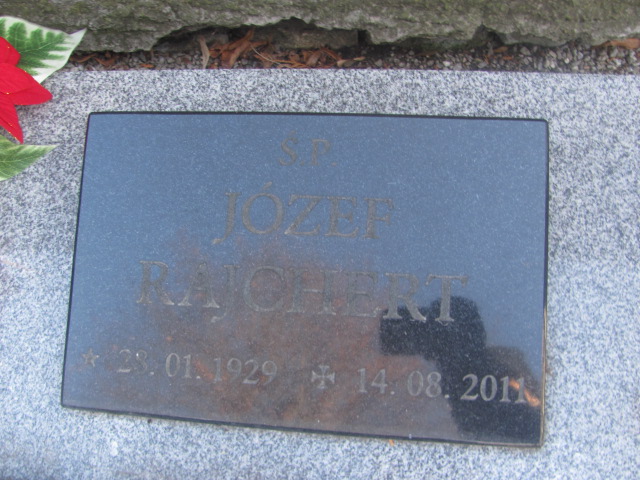 Ś P
JÓZEF
RAJCHERT
★ 28.01.1929 ✠ 14.08.2011